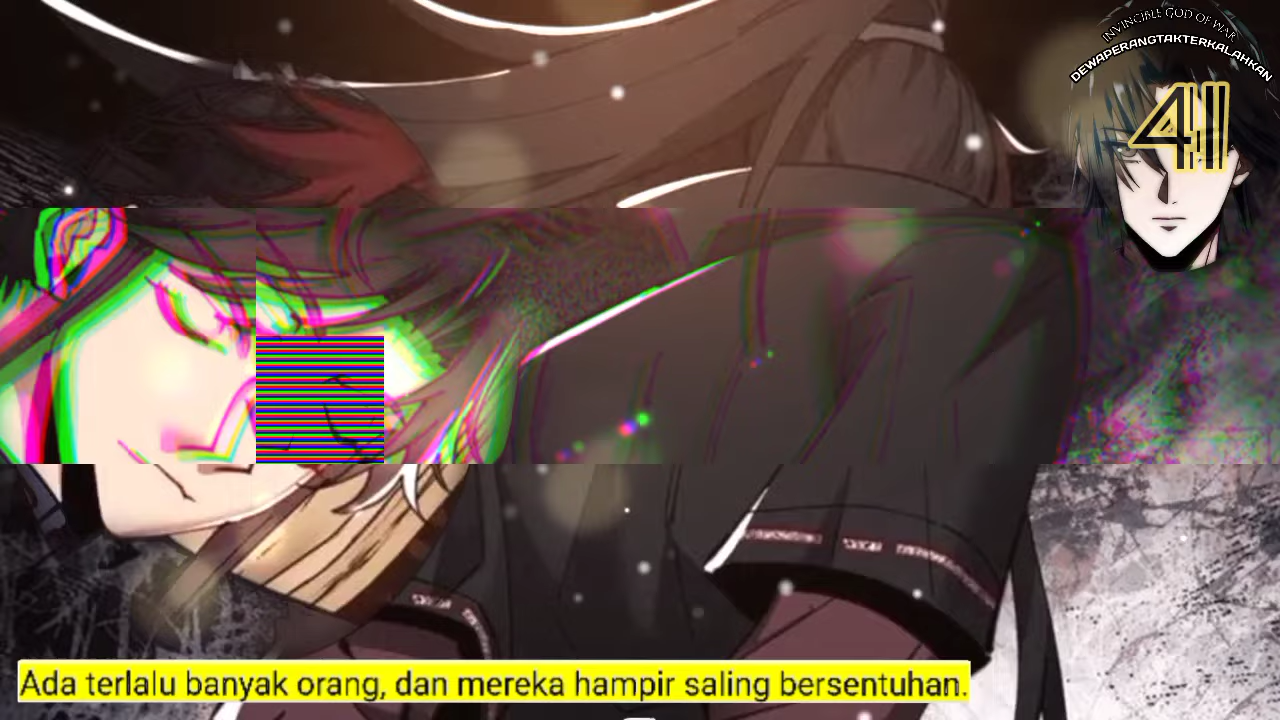 INVINCIBLE GOD OF WAR
DEWAPERANGTAKTERKALAHKAN
41
Ada terlalu banyak orang, dan mereka hampir saling bersentuhan.